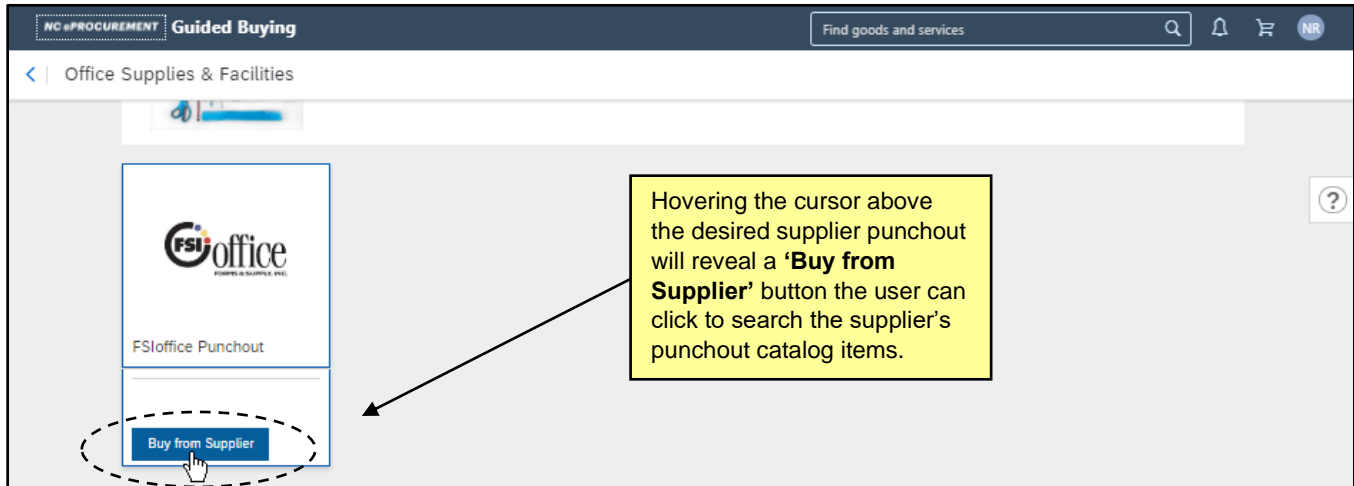 NC ePROCUREMENT Guided Buying
Find goods and services
NR
Office Supplies & Facilities
FSI office
FORMS & SUPPLY, INC.
FSIoffice Punchout
Buy from Supplier
Hovering the cursor above
the desired supplier punchout
will reveal a ‘Buy from
Supplier’ button the user can
click to search the supplier’s
punchout catalog items.
?